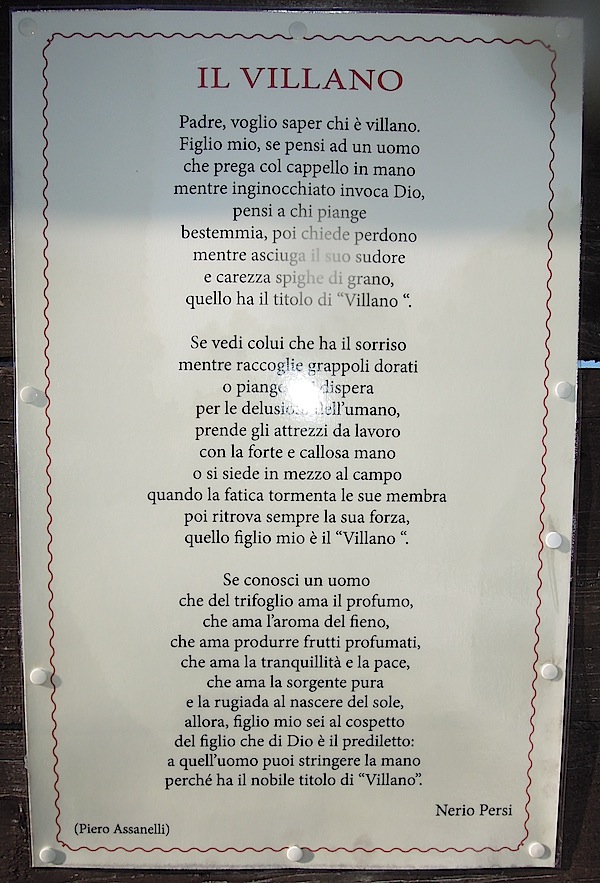 IL VILLANO
Padre, voglio saper chi è villano.
Figlio mio, se pensi ad un uomo
che prega col cappello in mano
mentre inginocchiato invoca Dio,
pensi a chi piange
bestemmia, poi chiede perdono
mentre asciuga il suo sudore
e carezza spighe di grano,
quello ha il titolo di “Villano “.
Se vedi colui che ha il sorriso
mentre raccoglie grappoli dorati
o piange dispera
per le delusioni dell’umano,
prende gli attrezzi da lavoro
con la forte e callosa mano
o si siede in mezzo al campo
quando la fatica tormenta le sue membra
poi ritrova sempre la sua forza,
quello figlio mio è il “Villano “.
Se conosci un uomo
che del trifoglio ama il profumo,
che ama l’aroma del fieno,
che ama produrre frutti profumati,
che ama la tranquillità e la pace,
che ama la sorgente pura
e la rugiada al nascere del sole,
allora, figlio mio sei al cospetto
del figlio che di Dio è il prediletto:
a quell’uomo puoi stringere la mano
perché ha il nobile titolo di “Villano”.
Nerio Persi
(Piero Assanelli)